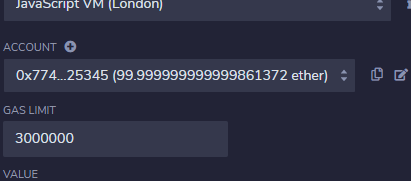 JavaScript VM (London)
ACCOUNT
0x774...25345 (99.999999999999861372 ether)
GAS LIMIT
3000000
VALUE